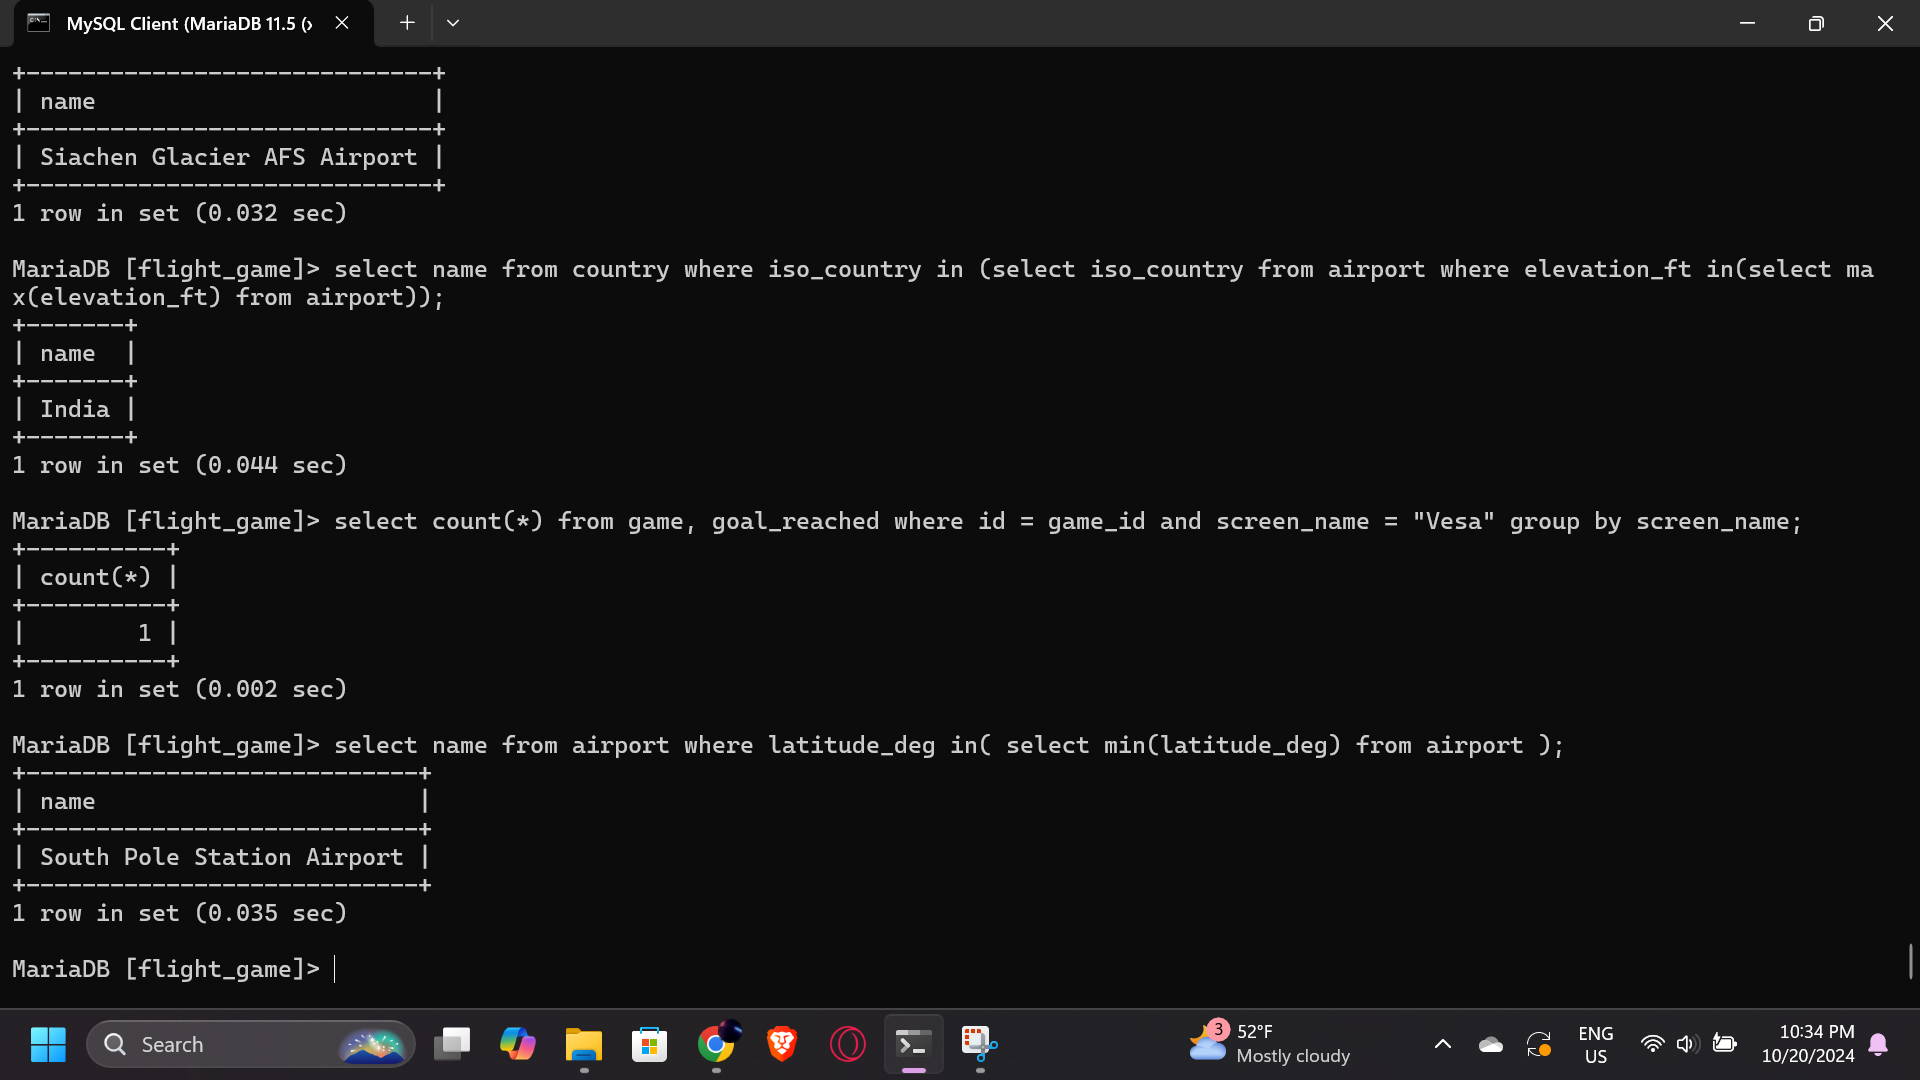 MySQL Client (MariaDB 11.5 (x
+-----------------------------+
| name                        |
+-----------------------------+
| Siachen Glacier AFS Airport |
+-----------------------------+
1 row in set (0.032 sec)
MariaDB [flight_game]> select name from country where iso_country in (select iso_country from airport where elevation_ft in(select ma
x(elevation_ft) from airport));
+-------+
| name  |
+-------+
| India |
+-------+
1 row in set (0.044 sec)
MariaDB [flight_game]> select count(*) from game, goal_reached where id = game_id and screen_name = "Vesa" group by screen_name;
+----------+
| count(*) |
+----------+
|        1 |
+----------+
1 row in set (0.002 sec)
MariaDB [flight_game]> select name from airport where latitude_deg in( select min(latitude_deg) from airport );
+----------------------------+
| name                       |
+----------------------------+
| South Pole Station Airport |
+----------------------------+
1 row in set (0.035 sec)
MariaDB [flight_game]>
Search
3
52°F
Mostly cloudy
ENG
US
10:34 PM
10/20/2024